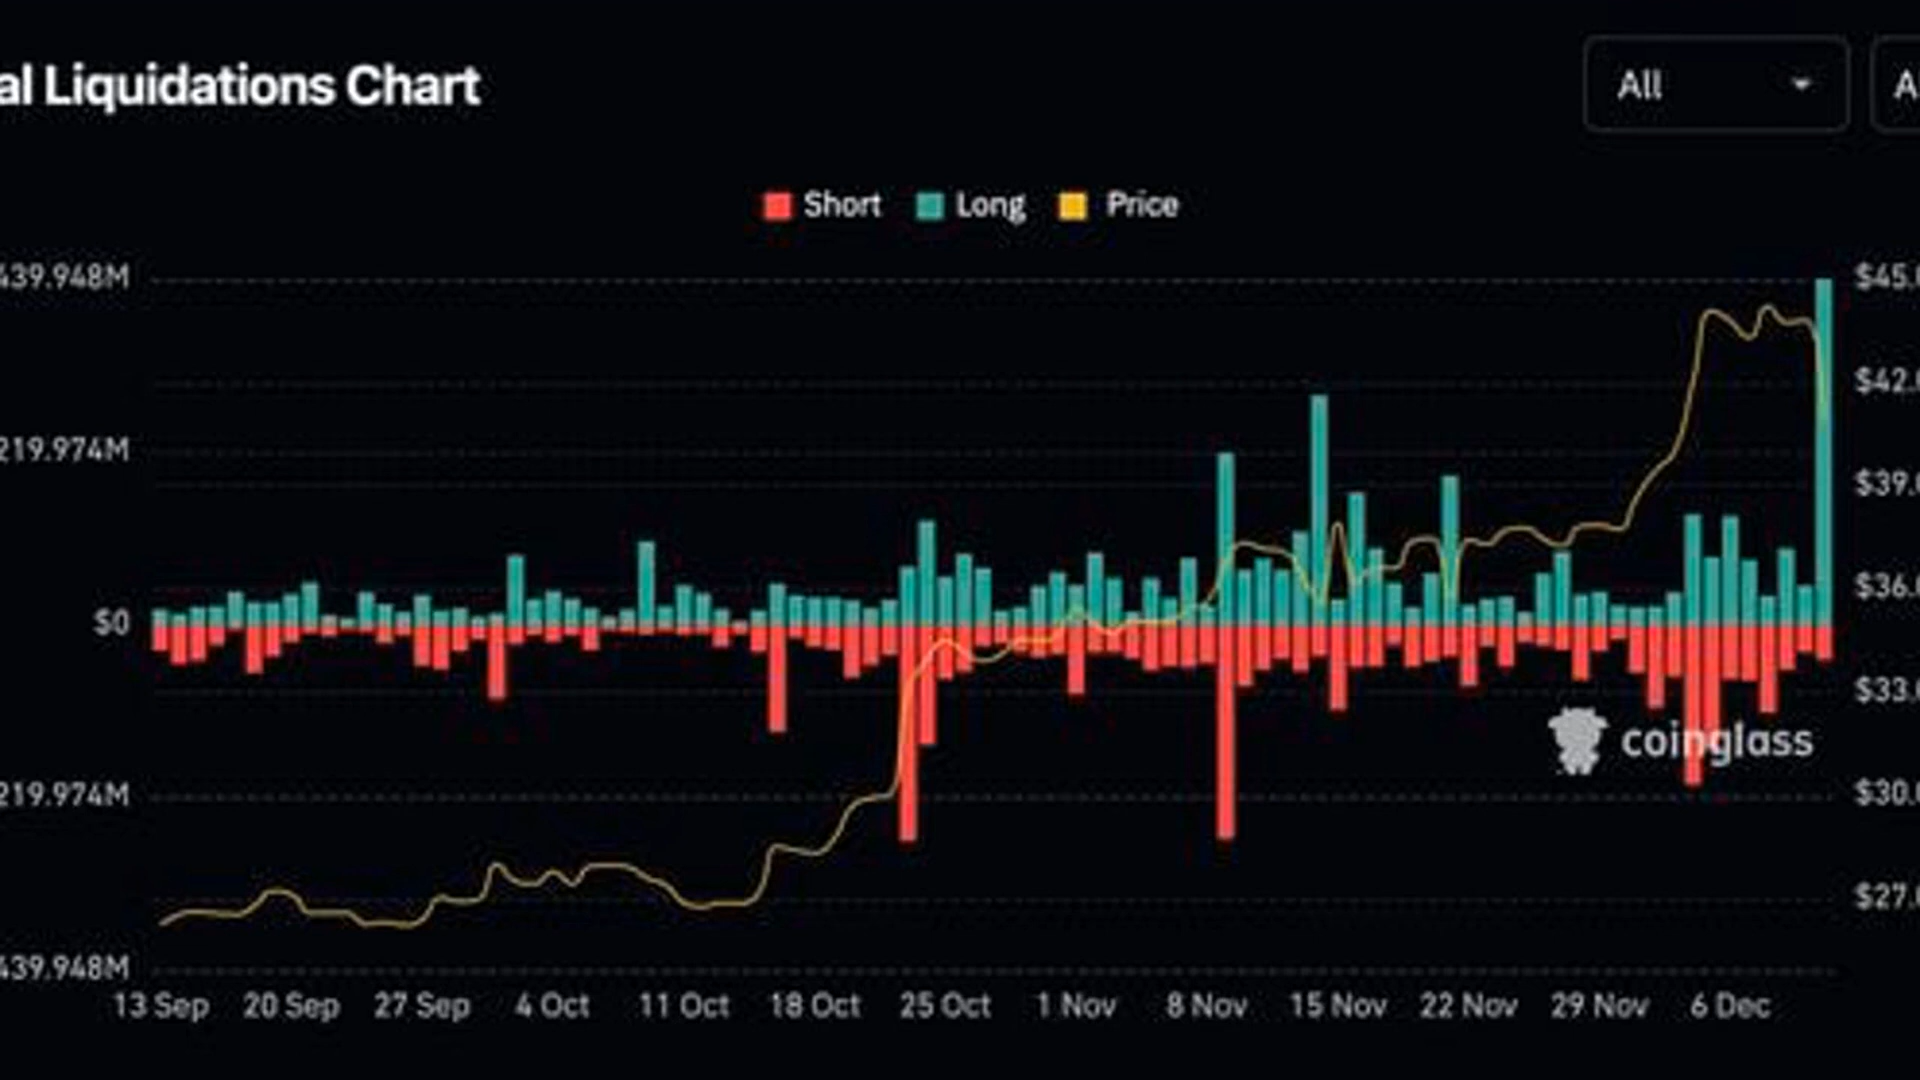 al Liquidations Chart
All
A
Short Long Price
439.948M
$45.
219.974M
$42.
$39.
$0
$36.
$33.
coinglass
219.974M
$30.
$27.
439.948M
13 Sep 20 Sep 27 Sep 4 Oct 11 Oct 18 Oct 25 Oct 1 Nov 8 Nov 15 Nov 22 Nov 29 Nov 6 Dec